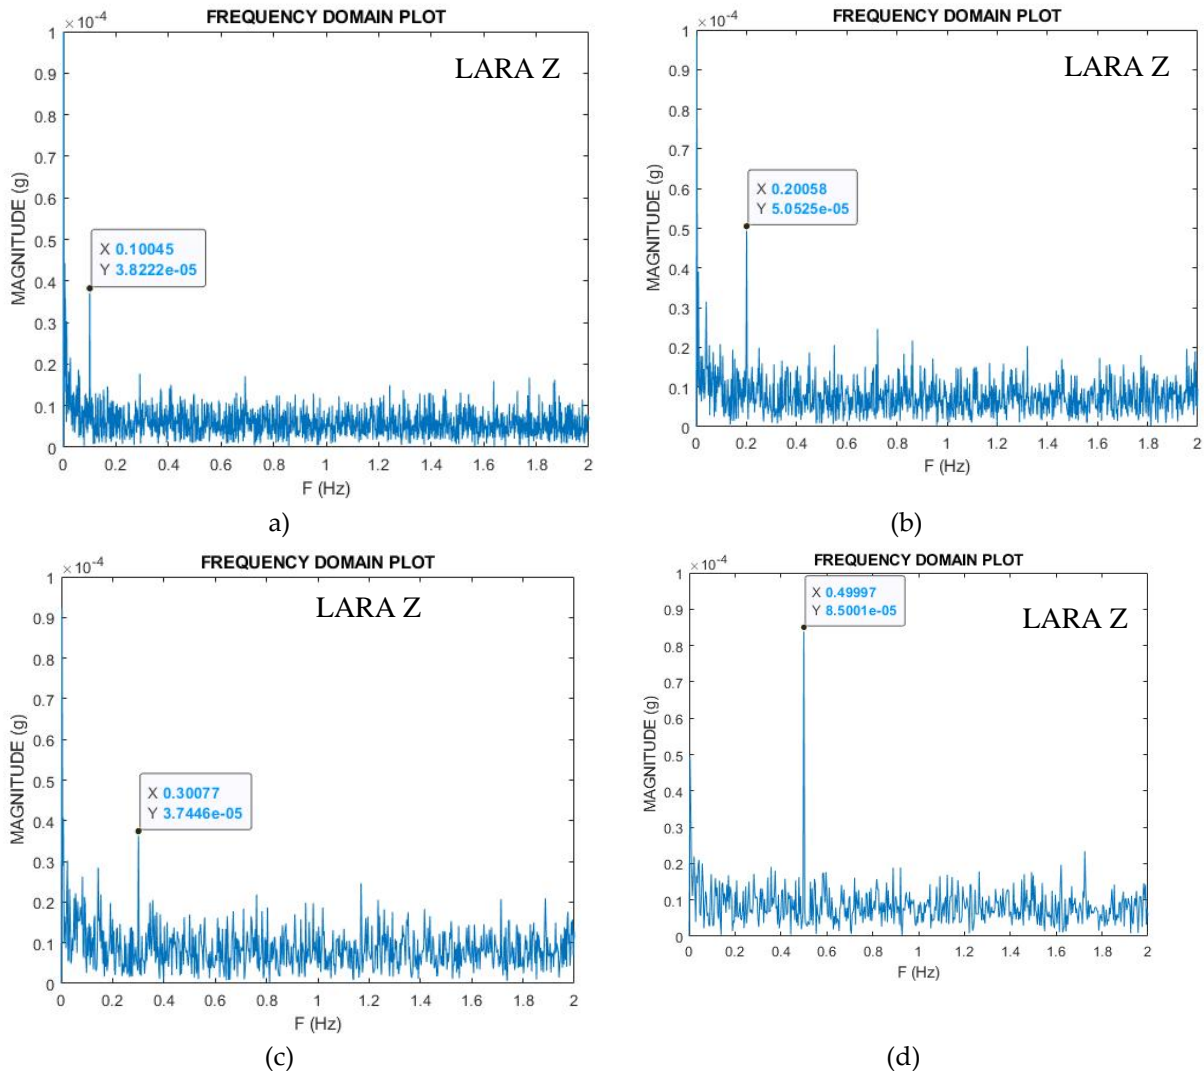 FREQUENCY DOMAIN PLOT
×10⁻⁴
LARA Z
X 0.10045
Y 3.8222e-05
MAGNITUDE (g)
1
0.9
0.8
0.7
0.6
0.5
0.4
0.3
0.2
0.1
0
0 0.2 0.4 0.6 0.8 1 1.2 1.4 1.6 1.8 2
F (Hz)
a)
FREQUENCY DOMAIN PLOT
×10⁻⁴
LARA Z
X 0.20058
Y 5.0525e-05
MAGNITUDE (g)
1
0.9
0.8
0.7
0.6
0.5
0.4
0.3
0.2
0.1
0
0 0.2 0.4 0.6 0.8 1 1.2 1.4 1.6 1.8 2
F (Hz)
(b)
FREQUENCY DOMAIN PLOT
×10⁻⁴
LARA Z
X 0.30077
Y 3.7446e-05
MAGNITUDE (g)
1
0.9
0.8
0.7
0.6
0.5
0.4
0.3
0.2
0.1
0
0 0.2 0.4 0.6 0.8 1 1.2 1.4 1.6 1.8 2
F (Hz)
(c)
FREQUENCY DOMAIN PLOT
×10⁻⁴
X 0.49997
Y 8.5001e-05
LARA Z
MAGNITUDE (g)
1
0.9
0.8
0.7
0.6
0.5
0.4
0.3
0.2
0.1
0
0 0.2 0.4 0.6 0.8 1 1.2 1.4 1.6 1.8 2
F (Hz)
(d)